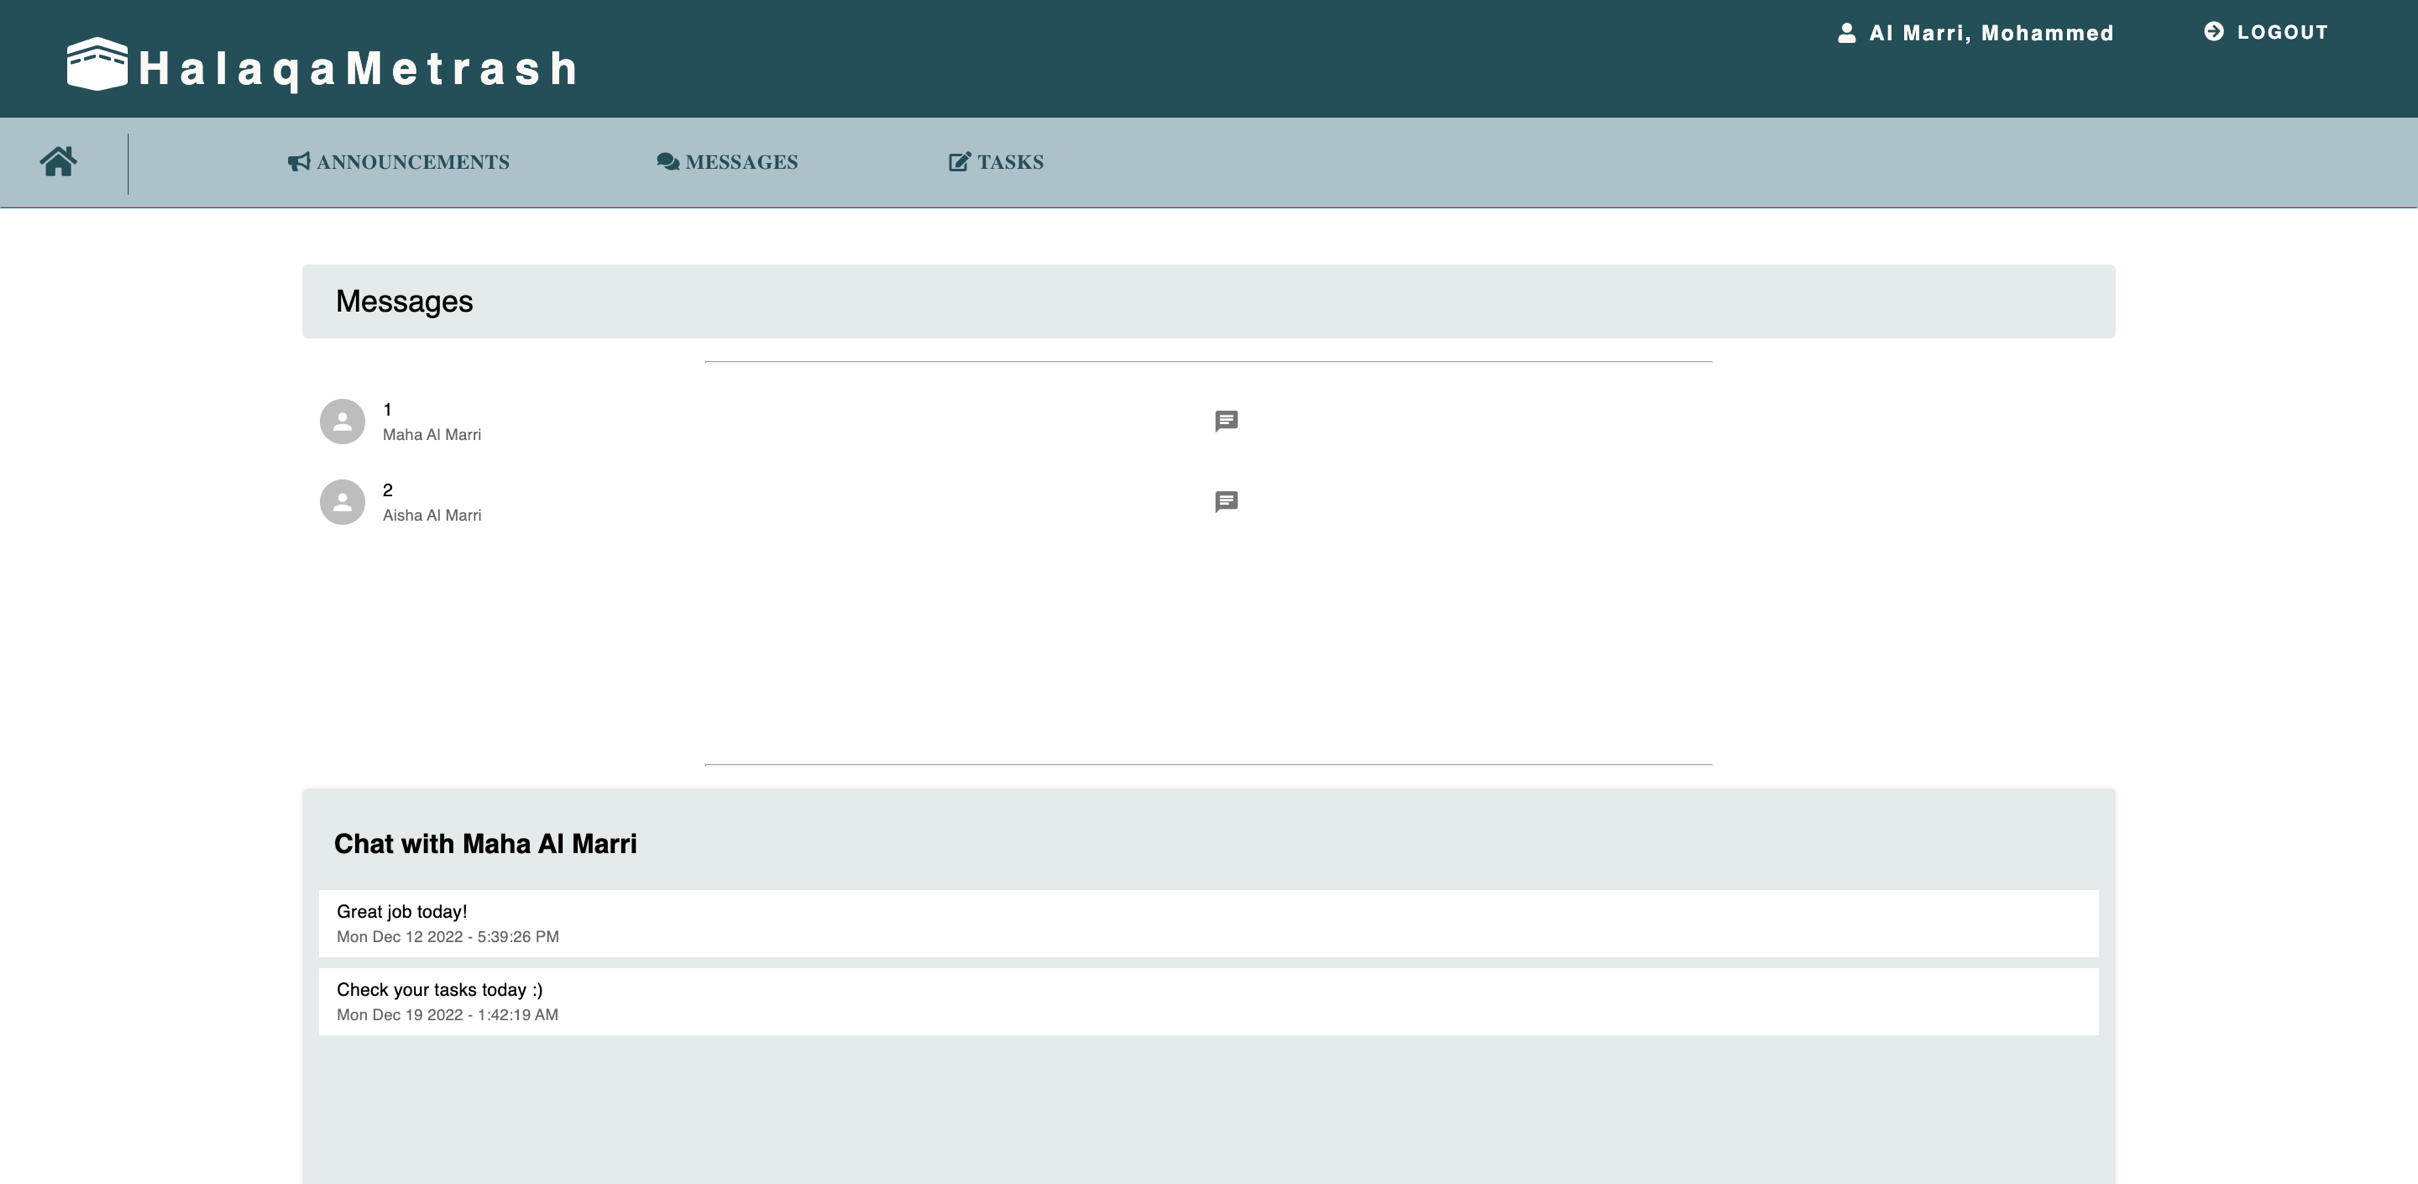 HalaqaMetrash
Al Marri, Mohammed
LOGOUT
ANNOUNCEMENTS
MESSAGES
TASKS
Messages
1
Maha Al Marri
2
Aisha Al Marri
Chat with Maha Al Marri
Great job today!
Mon Dec 12 2022 - 5:39:26 PM
Check your tasks today :)
Mon Dec 19 2022 - 1:42:19 AM